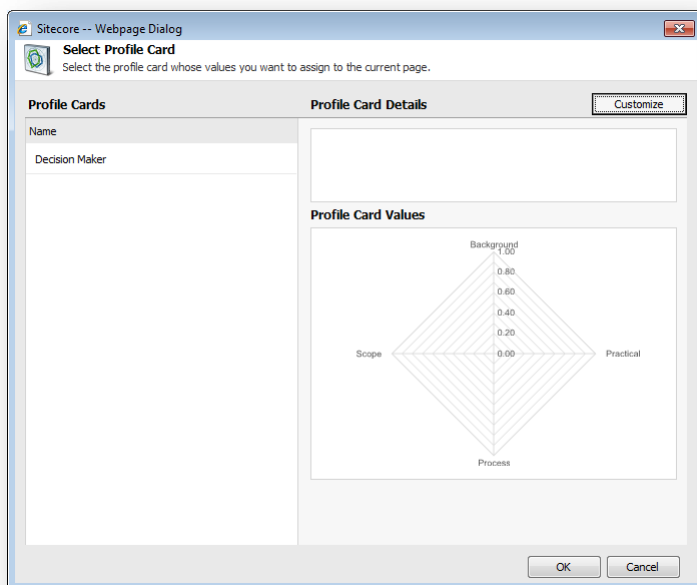 Sitecore -- Webpage Dialog
Select Profile Card
Select the profile card whose values you want to assign to the current page.
Profile Cards
Name
Decision Maker
Profile Card Details
Customize
Profile Card Values
Background
1.00
0.80
0.60
0.40
0.20
0.00
Scope
Practical
Process
OK
Cancel